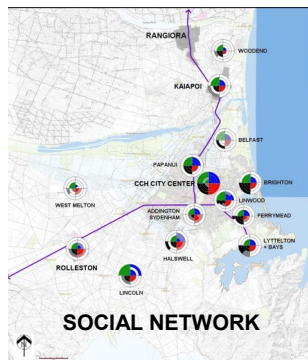 RANGIORA
WOODEND
KAIAPOI
BELFAST
PAPANUI
CCH CITY CENTER
BRIGHTON
WEST MELTON
LINWOOD
ADDINGTON
SYDENHAM
FERRYMEAD
HALSWELL
LYTTELTON
+ BAYS
ROLLESTON
LINCOLN
SOCIAL NETWORK